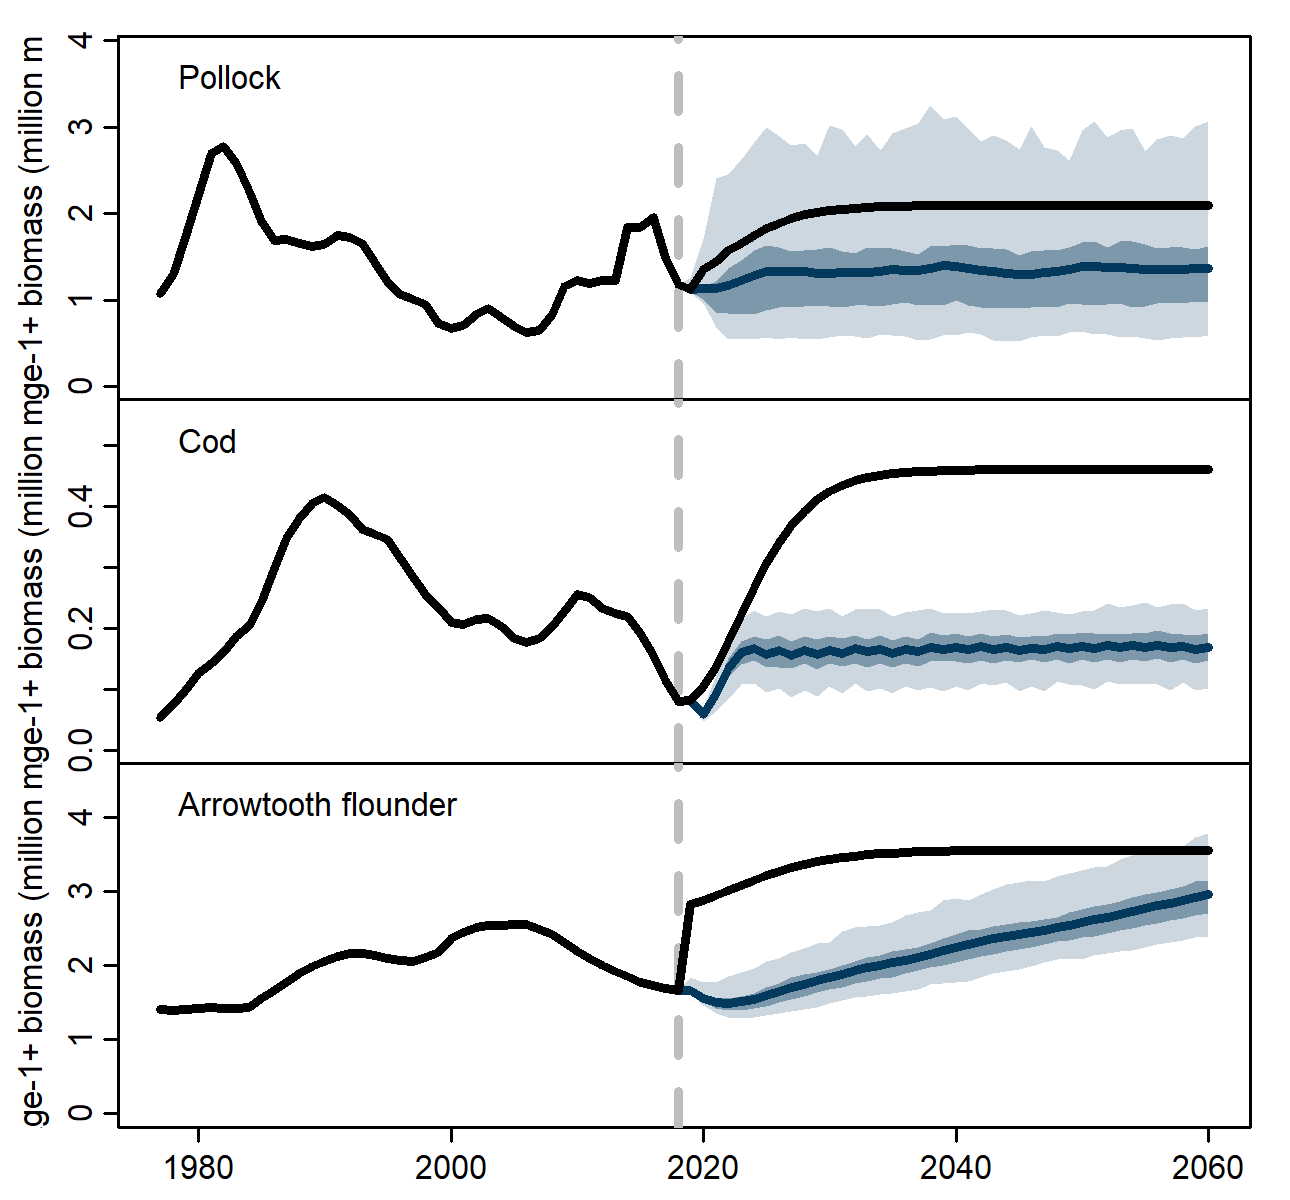 4
3
2
1
0
Pollock
0.4
0.2
0.0
Cod
4
3
2
1
0
Arrowtooth flounder
ge-1+ biomass (million mge-1+ biomass (million mge-1+ biomass (million m
1980 2000 2020 2040 2060